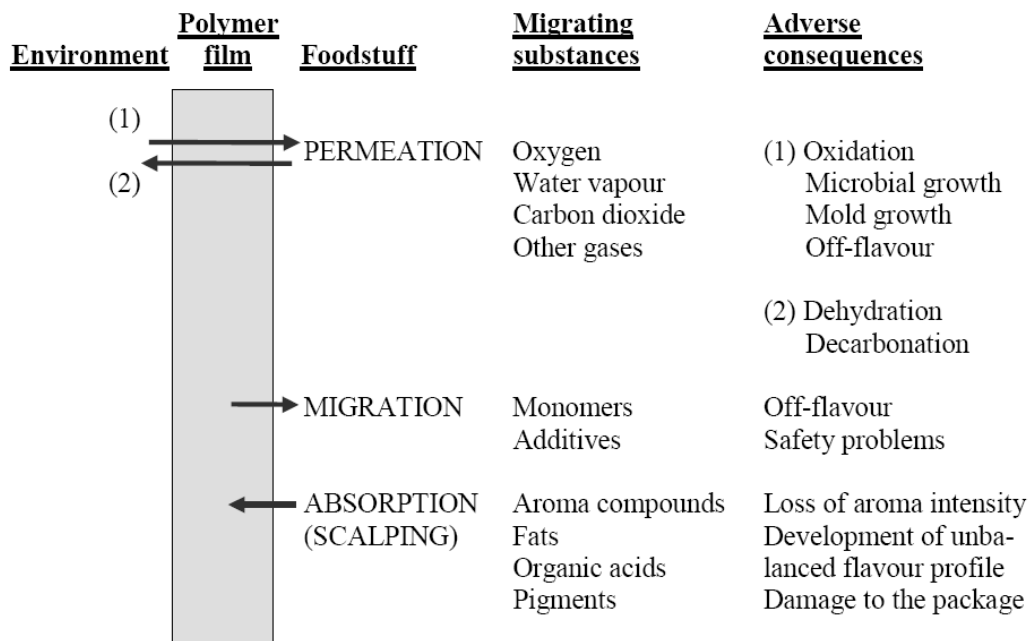 Environment Polymer film Foodstuff Migrating substances Adverse consequences
(1)
(2)
PERMEATION
Oxygen
Water vapour
Carbon dioxide
Other gases
(1) Oxidation
Microbial growth
Mold growth
Off-flavour
(2) Dehydration
Decarbonation
MIGRATION
Monomers
Additives
Off-flavour
Safety problems
ABSORPTION
(SCALPING)
Aroma compounds
Fats
Organic acids
Pigments
Loss of aroma intensity
Development of unba-
lanced flavour profile
Damage to the package